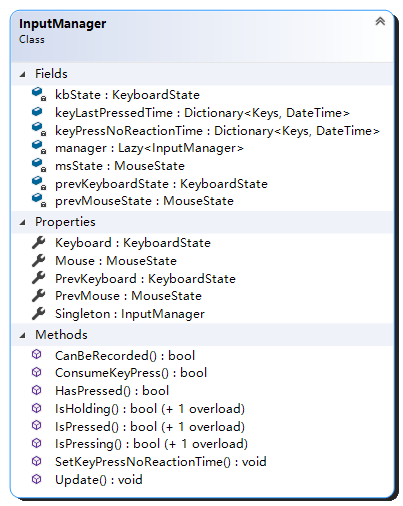 InputManager
Class
Fields
kbState : KeyboardState
keyLastPressedTime : Dictionary<Keys, DateTime>
keyPressNoReactionTime : Dictionary<Keys, DateTime>
manager : Lazy<InputManager>
msState : MouseState
prevKeyboardState : KeyboardState
prevMouseState : MouseState
Properties
Keyboard : KeyboardState
Mouse : MouseState
PrevKeyboard : KeyboardState
PrevMouse : MouseState
Singleton : InputManager
Methods
CanBeRecorded() : bool
ConsumeKeyPress() : bool
HasPressed() : bool
IsHolding() : bool (+ 1 overload)
IsPressed() : bool (+ 1 overload)
IsPressing() : bool (+ 1 overload)
SetKeyPressNoReactionTime() : void
Update() : void